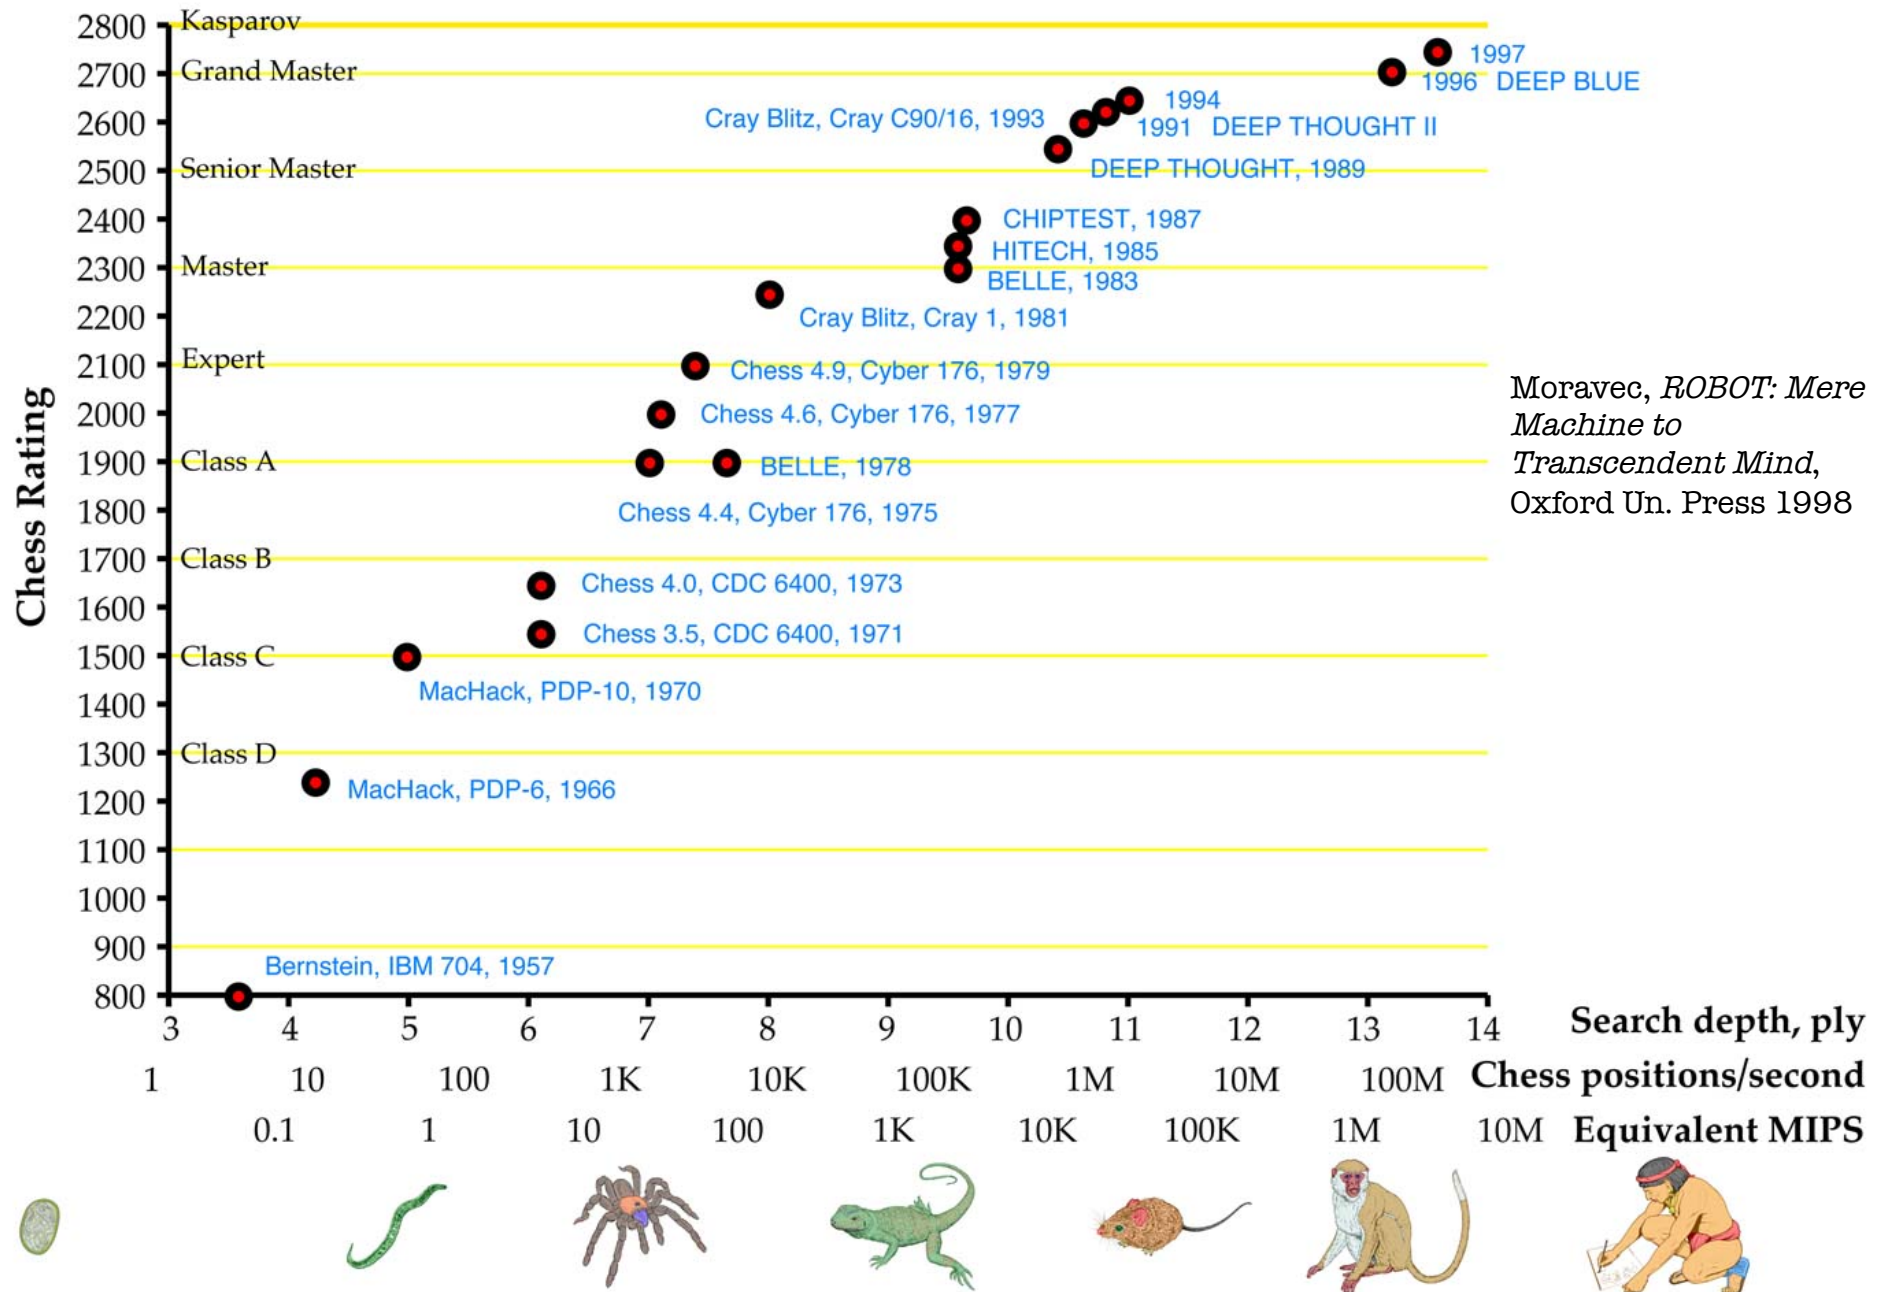 2800 Kasparov
1997
2700 Grand Master
1996 DEEP BLUE
1994
Cray Blitz, Cray C90/16, 1993
2600
1991 DEEP THOUGHT II
2500 Senior Master
DEEP THOUGHT, 1989
2400
CHIPTEST, 1987
HITECH, 1985
2300 Master
BELLE, 1983
2200
Cray Blitz, Cray 1, 1981
2100 Expert
Chess 4.9, Cyber 176, 1979
2000
Chess 4.6, Cyber 176, 1977
1900 Class A
BELLE, 1978
1800
Chess 4.4, Cyber 176, 1975
1700 Class B
Chess 4.0, CDC 6400, 1973
1600
Chess 3.5, CDC 6400, 1971
1500 Class C
MacHack, PDP-10, 1970
1400
1300 Class D
MacHack, PDP-6, 1966
1200
1100
1000
900
Bernstein, IBM 704, 1957
800
Chess Rating
Moravec, ROBOT: Mere
Machine to
Transcendent Mind,
Oxford Un. Press 1998
3 4 5 6 7 8 9 10 11 12 13 14 Search depth, ply
1 10 100 1K 10K 100K 1M 10M 100M Chess positions/second
0.1 1 10 100 1K 10K 100K 1M 10M Equivalent MIPS